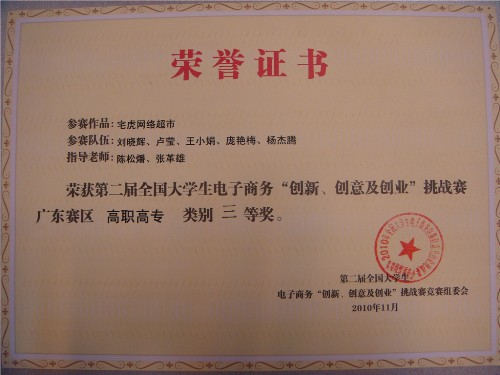 荣誉证书
参赛作品：宅虎网络超市
参赛队伍：刘晓辉、卢莹、王小娟、庞艳梅、杨杰腾
指导老师：陈松燔、张革雄
荣获第二届全国大学生电子商务“创新、创意及创业”挑战赛
广东赛区 高职高专 类别 三 等奖。
第二届全国大学生
电子商务“创新、创意及创业”挑战赛竞赛组委会
2010年11月